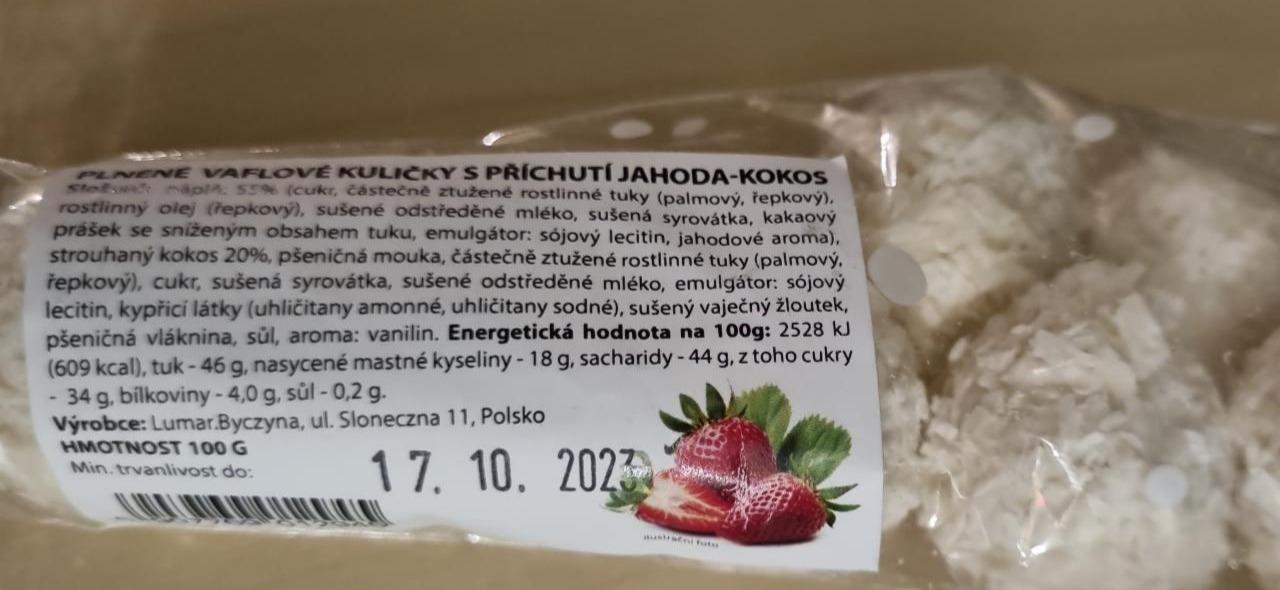 PLNĚNÉ VAFLOVÉ KULIČKY S PŘÍCHUTÍ JAHODA-KOKOS
Složení: náplň: 55% (cukr, částečně ztužené rostlinné tuky (palmový, řepkový),
rostlinný olej (řepkový), sušené odstředěné mléko, sušená syrovátka, kakaový
prášek se sníženým obsahem tuku, emulgátor: sójový lecitin, jahodové aroma),
strouhaný kokos 20%, pšeničná mouka, částečně ztužené rostlinné tuky (palmový,
řepkový), cukr, sušená syrovátka, sušené odstředěné mléko, emulgátor: sójový
lecitin, kypřicí látky (uhličitany amonné, uhličitany sodné), sušený vaječný žloutek,
pšeničná vláknina, sůl, aroma: vanilin. Energetická hodnota na 100g: 2528 kJ
(609 kcal), tuk - 46 g, nasycené mastné kyseliny - 18 g, sacharidy - 44 g, z toho cukry
- 34 g, bílkoviny - 4,0 g, sůl - 0,2 g.
Výrobce: Lumar.Byczyna, ul. Sloneczna 11, Polsko
HMOTNOST 100 G
Min. trvanlivost do: 17. 10. 2023
ilustrační foto